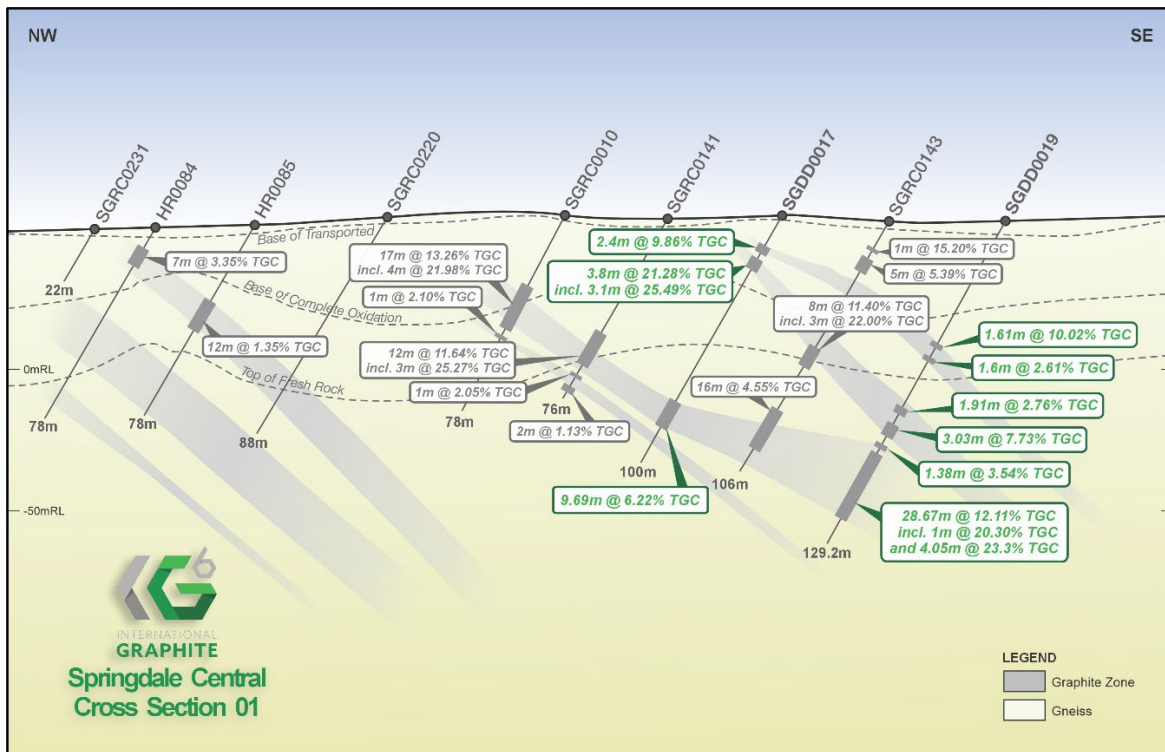 NW
SE
SGRC0231
HR0084
HR0085
SGRC0220
SGRC0010
SGRC0141
SGDD0017
SGRC0143
SGDD0019
Base of Transported
Base of Complete Oxidation
Top of Fresh Rock
7m @ 3.35% TGC
12m @ 1.35% TGC
17m @ 13.26% TGC
incl. 4m @ 21.98% TGC
1m @ 2.10% TGC
12m @ 11.64% TGC
incl. 3m @ 25.27% TGC
1m @ 2.05% TGC
2m @ 1.13% TGC
2.4m @ 9.86% TGC
3.8m @ 21.28% TGC
incl. 3.1m @ 25.49% TGC
9.69m @ 6.22% TGC
1m @ 15.20% TGC
5m @ 5.39% TGC
8m @ 11.40% TGC
incl. 3m @ 22.00% TGC
16m @ 4.55% TGC
1.61m @ 10.02% TGC
1.6m @ 2.61% TGC
1.91m @ 2.76% TGC
3.03m @ 7.73% TGC
1.38m @ 3.54% TGC
28.67m @ 12.11% TGC
incl. 1m @ 20.30% TGC
and 4.05m @ 23.3% TGC
22m
0mRL
-50mRL
78m
78m
88m
78m
76m
100m
106m
129.2m
G6
INTERNATIONAL
GRAPHITE
Springdale Central
Cross Section 01
LEGEND
Graphite Zone
Gneiss